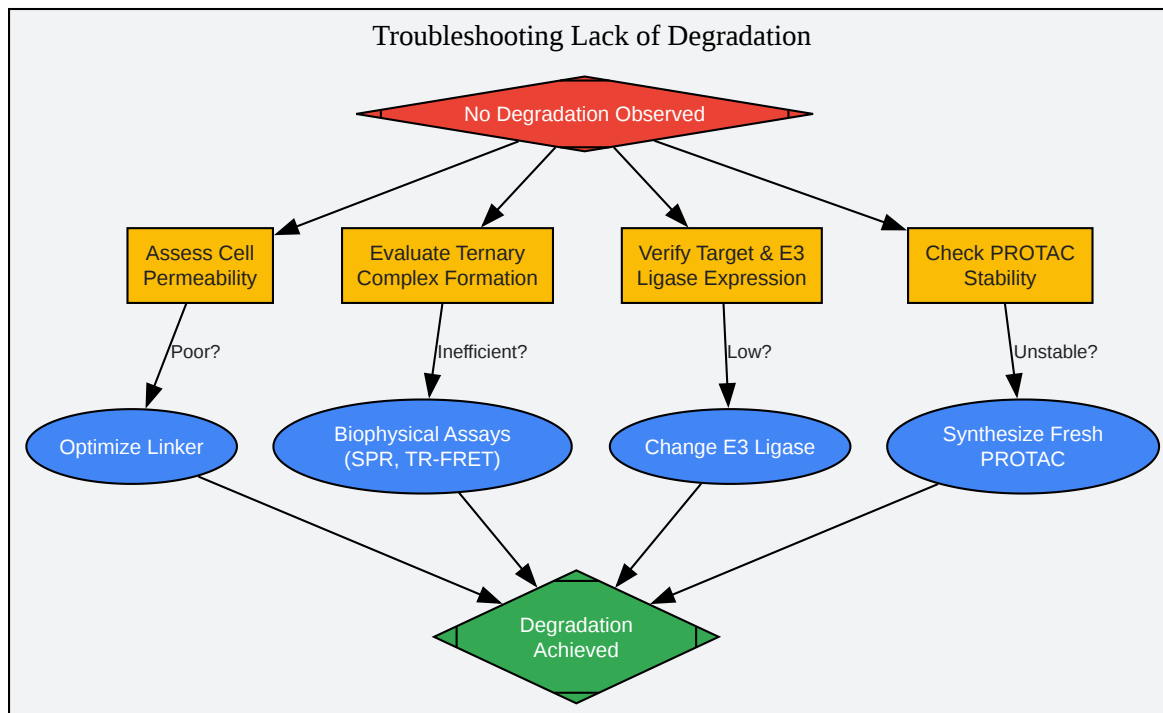 Troubleshooting Lack of Degradation
No Degradation Observed
Assess Cell
Permeability
Evaluate Ternary
Complex Formation
Verify Target & E3
Ligase Expression
Check PROTAC
Stability
Poor?
Inefficient?
Low?
Unstable?
Optimize Linker
Biophysical Assays
(SPR, TR-FRET)
Change E3 Ligase
Synthesize Fresh
PROTAC
Degradation
Achieved